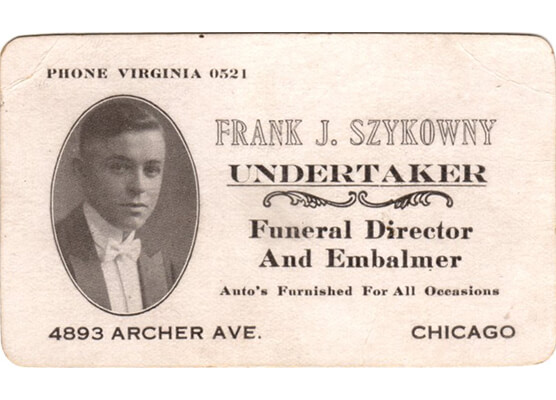 PHONE VIRGINIA 0521
FRANK J. SZYKOWNY
UNDERTAKER
Funeral Director
And Embalmer
Auto's Furnished For All Occasions
4893 ARCHER AVE. CHICAGO